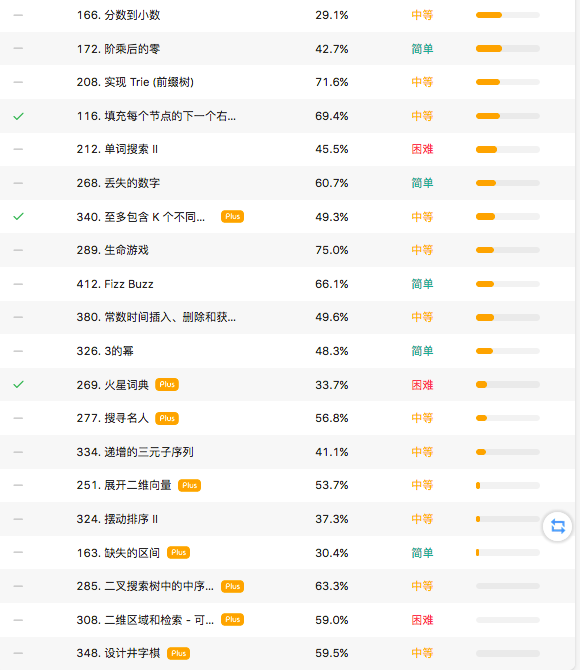 166. 分数到小数 29.1% 中等
172. 阶乘后的零 42.7% 简单
208. 实现 Trie (前缀树) 71.6% 中等
116. 填充每个节点的下一个右... 69.4% 中等
212. 单词搜索 II 45.5% 困难
268. 丢失的数字 60.7% 简单
340. 至多包含 K 个不同... Plus 49.3% 中等
289. 生命游戏 75.0% 中等
412. Fizz Buzz 66.1% 简单
380. 常数时间插入、删除和获... 49.6% 中等
326. 3的幂 48.3% 简单
269. 火星词典 Plus 33.7% 困难
277. 搜寻名人 Plus 56.8% 中等
334. 递增的三元子序列 41.1% 中等
251. 展开二维向量 Plus 53.7% 中等
324. 摆动排序 II 37.3% 中等
163. 缺失的区间 Plus 30.4% 简单
285. 二叉搜索树中的中序... Plus 63.3% 中等
308. 二维区域和检索 - 可... Plus 59.0% 困难
348. 设计井字棋 Plus 59.5% 中等